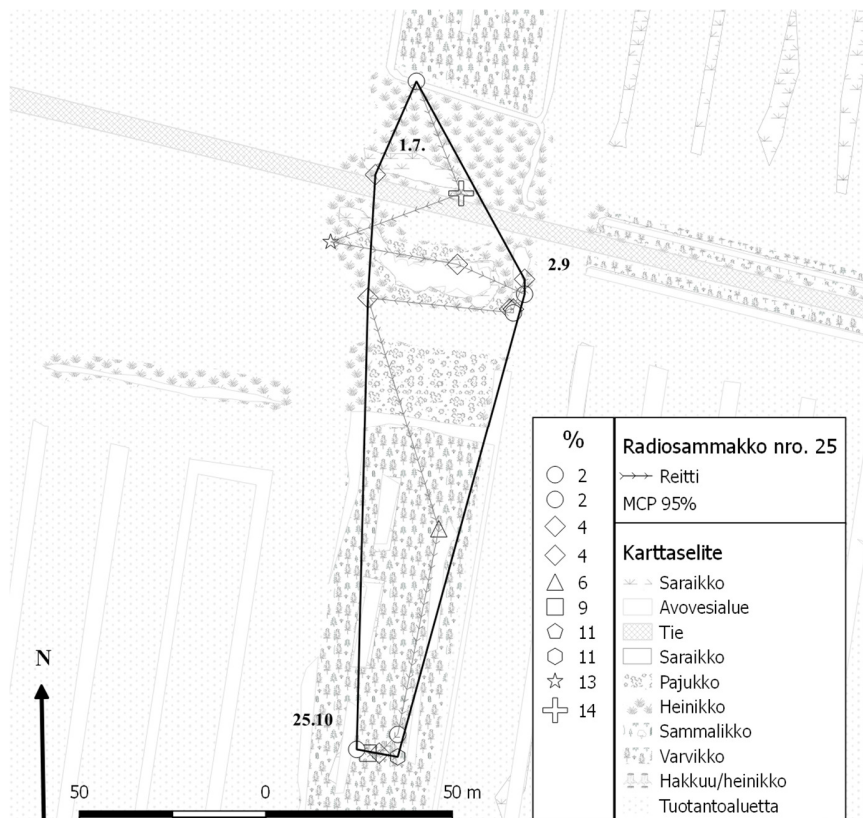 1.7.
2.9
25.10
N
50 0 50 m
%
2
2
4
4
6
9
11
11
13
14
Radiosammakko nro. 25
Reitti
MCP 95%
Karttaselite
Saraikko
Avovesialue
Tie
Saraikko
Pajukko
Heinikko
Sammalikko
Varvikko
Hakkuu/heinikko
Tuotantoaluetta